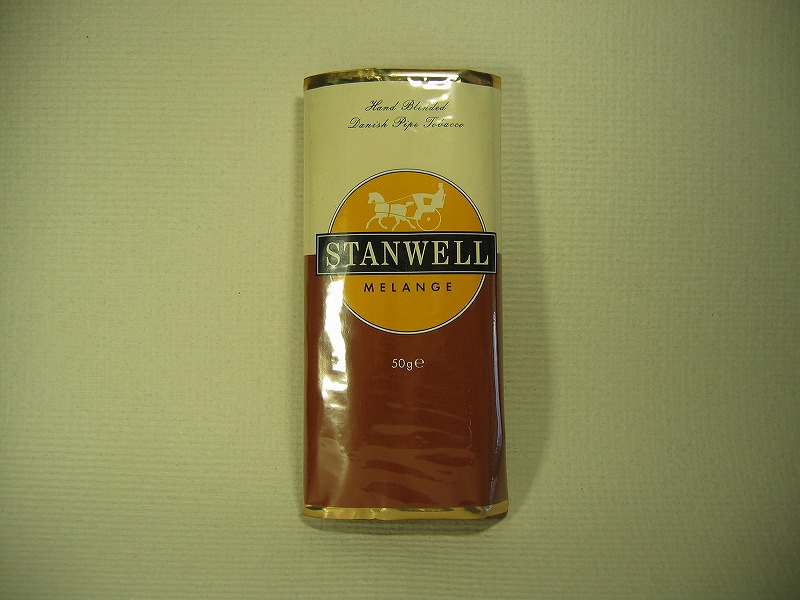 Hand Blended
Danish Pipe Tobacco
STANWELL
MELANGE
50g℮